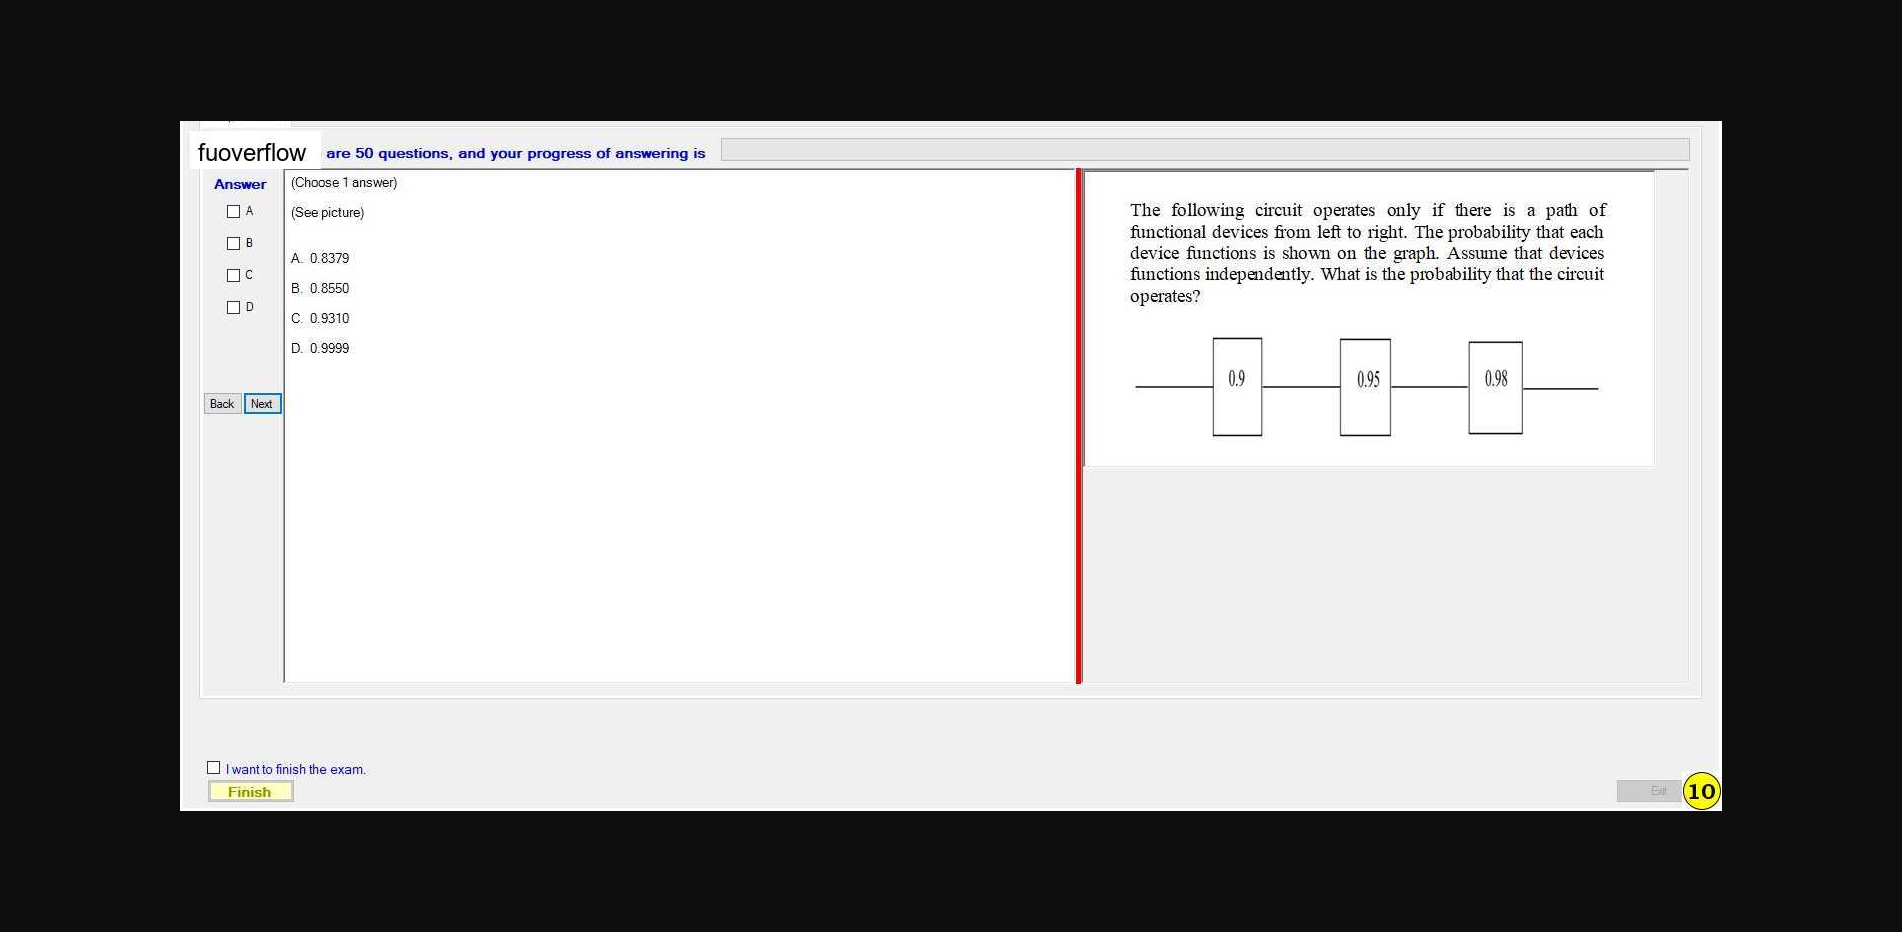 fuoverflow are 50 questions, and your progress of answering is
Answer
A
B
C
D
Back Next
(Choose 1 answer)
(See picture)
A. 0.8379
B. 0.8550
C. 0.9310
D. 0.9999
The following circuit operates only if there is a path of
functional devices from left to right. The probability that each
device functions is shown on the graph. Assume that devices
functions independently. What is the probability that the circuit
operates?
0.9 0.95 0.98
I want to finish the exam.
Finish
Exit
10